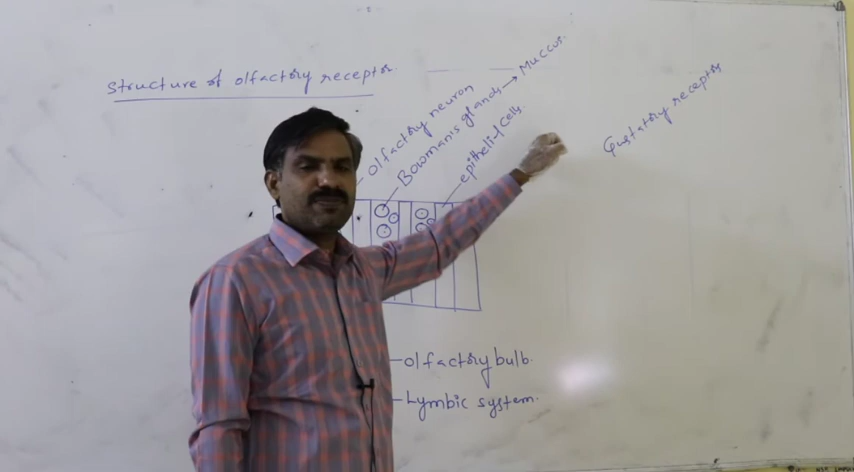 Structure of olfactory receptor.
olfactory neuron
Bowman's glands → Muccus.
epithelial cells.
Gustatory receptor
olfactory bulb.
Lymbic system.